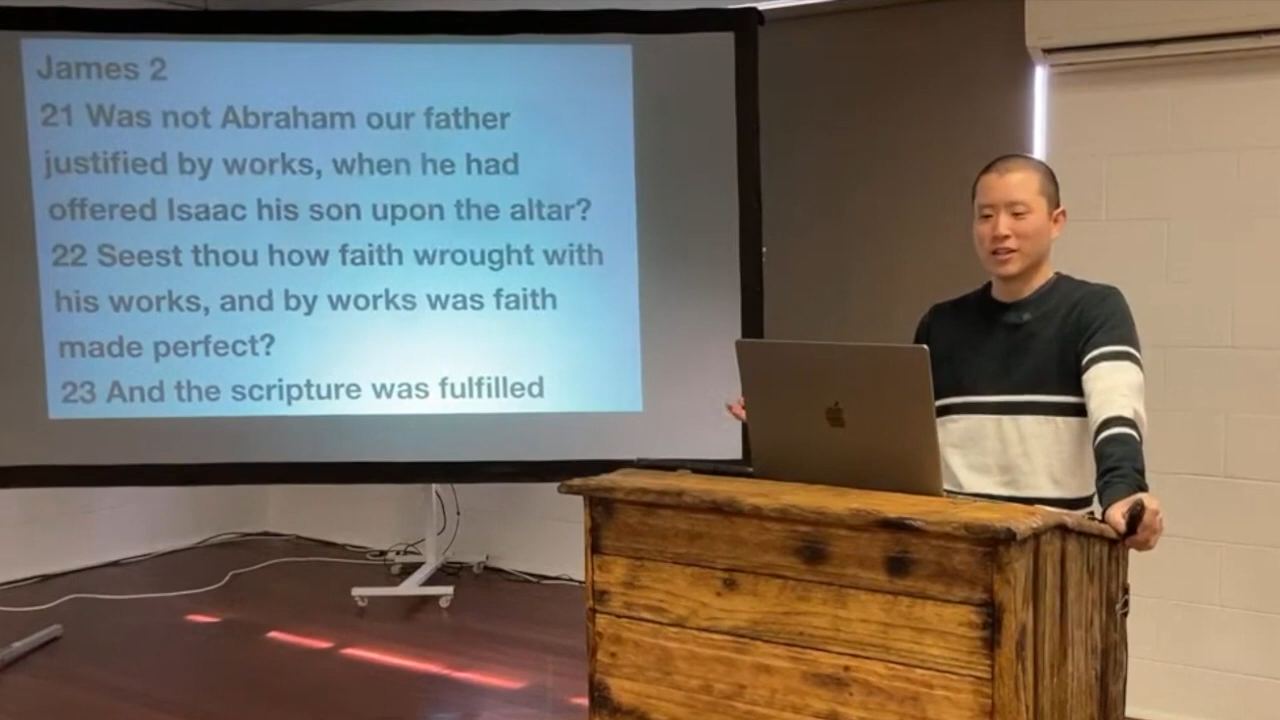 James 2
21 Was not Abraham our father
justified by works, when he had
offered Isaac his son upon the altar?
22 Seest thou how faith wrought with
his works, and by works was faith
made perfect?
23 And the scripture was fulfilled